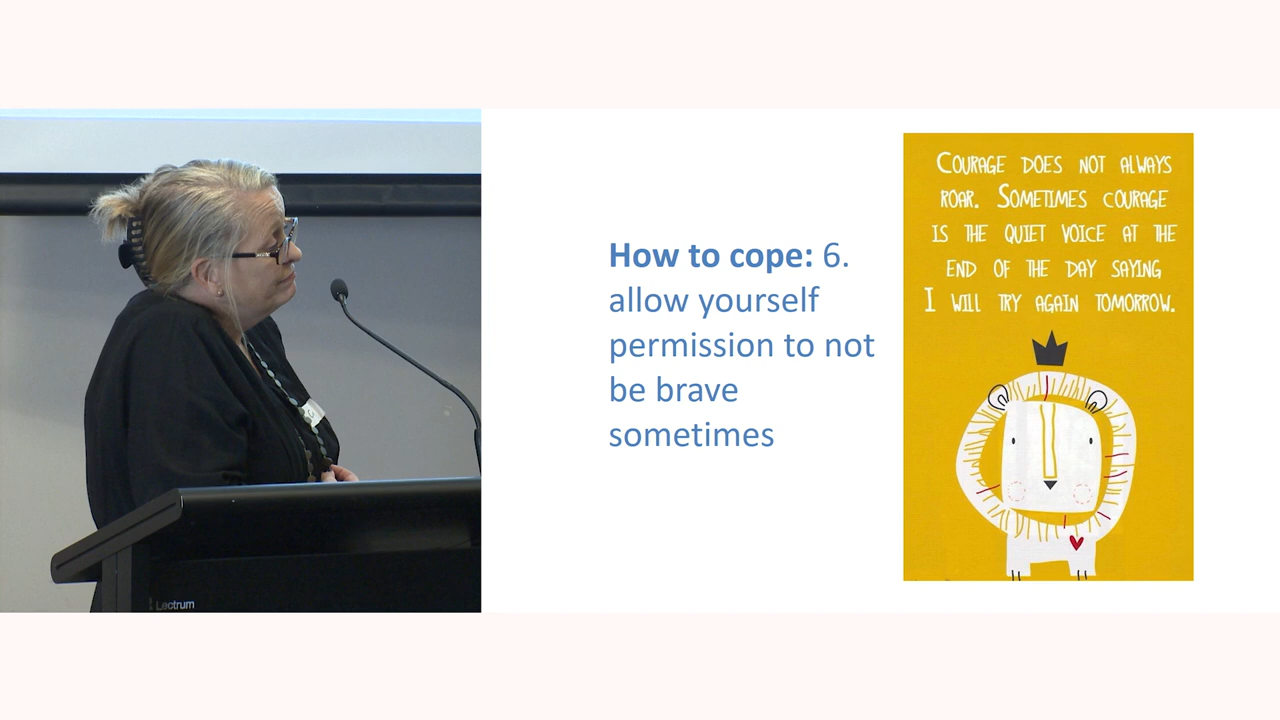 Lectrum
How to cope: 6.
allow yourself
permission to not
be brave
sometimes
COURAGE DOES NOT ALWAYS
ROAR. SOMETIMES COURAGE
IS THE QUIET VOICE AT THE
END OF THE DAY SAYING
I WILL TRY AGAIN TOMORROW.